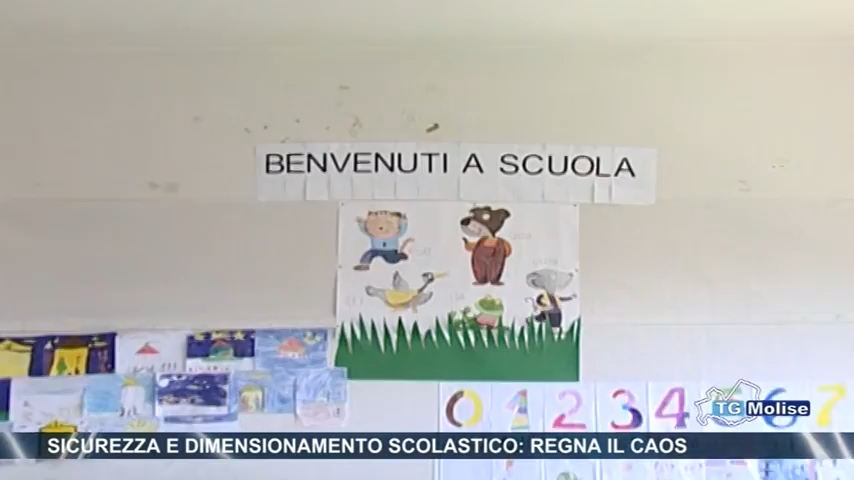 BENVENUTI A SCUOLA
0 1 2 3 4 5 6 7
TG Molise
SICUREZZA E DIMENSIONAMENTO SCOLASTICO: REGNA IL CAOS